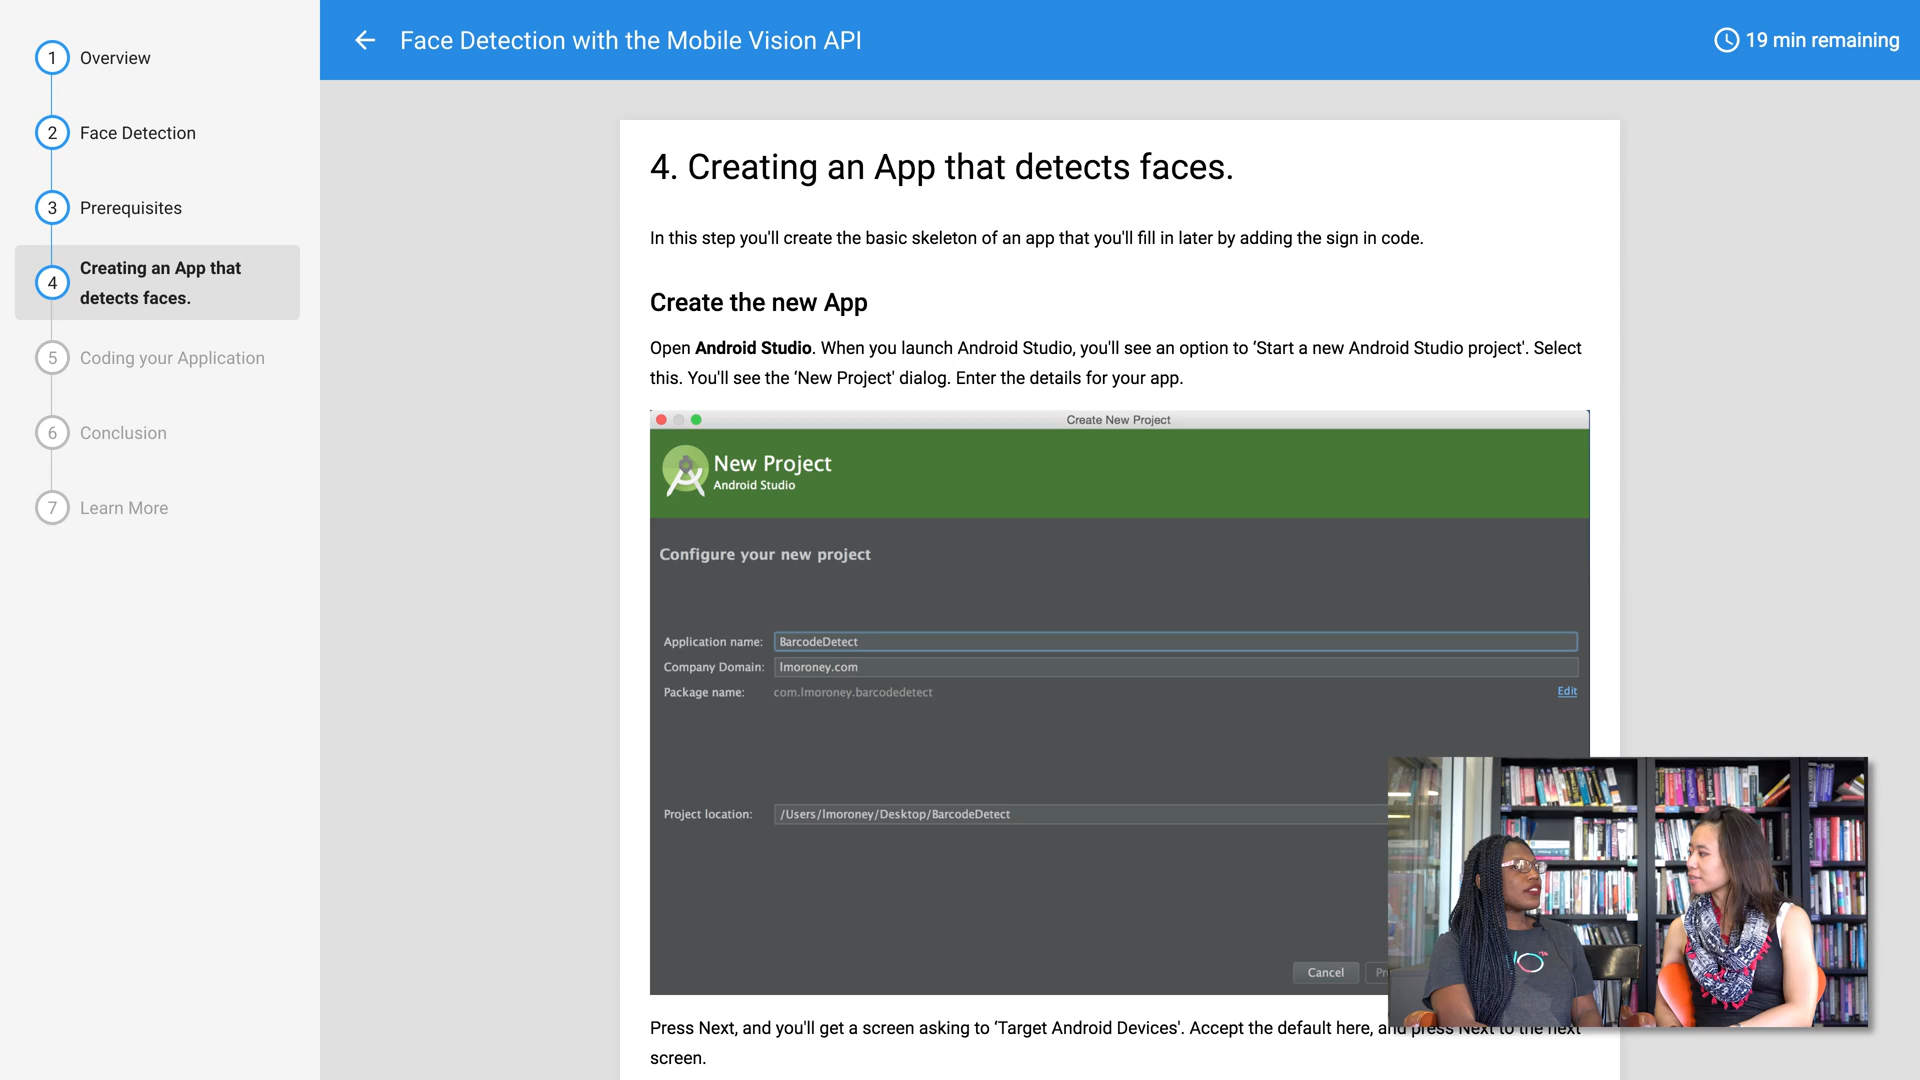 1 Overview
2 Face Detection
3 Prerequisites
4 Creating an App that
detects faces.
5 Coding your Application
6 Conclusion
7 Learn More
Face Detection with the Mobile Vision API
19 min remaining
4. Creating an App that detects faces.
In this step you'll create the basic skeleton of an app that you'll fill in later by adding the sign in code.
Create the new App
Open Android Studio. When you launch Android Studio, you'll see an option to ‘Start a new Android Studio project'. Select
this. You'll see the ‘New Project' dialog. Enter the details for your app.
Create New Project
New Project
Android Studio
Configure your new project
Application name: BarcodeDetect
Company Domain: lmoroney.com
Package name: com.lmoroney.barcodedetect Edit
Project location: /Users/lmoroney/Desktop/BarcodeDetect
Cancel
Press Next, and you'll get a screen asking to ‘Target Android Devices'. Accept the default here, and press Next to the next
screen.